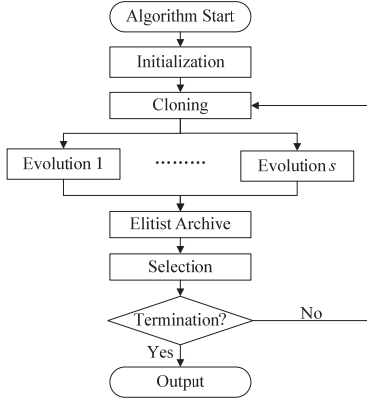 Algorithm Start
Initialization
Cloning
Evolution 1 ········· Evolution s
Elitist Archive
Selection
Termination?
No
Yes
Output